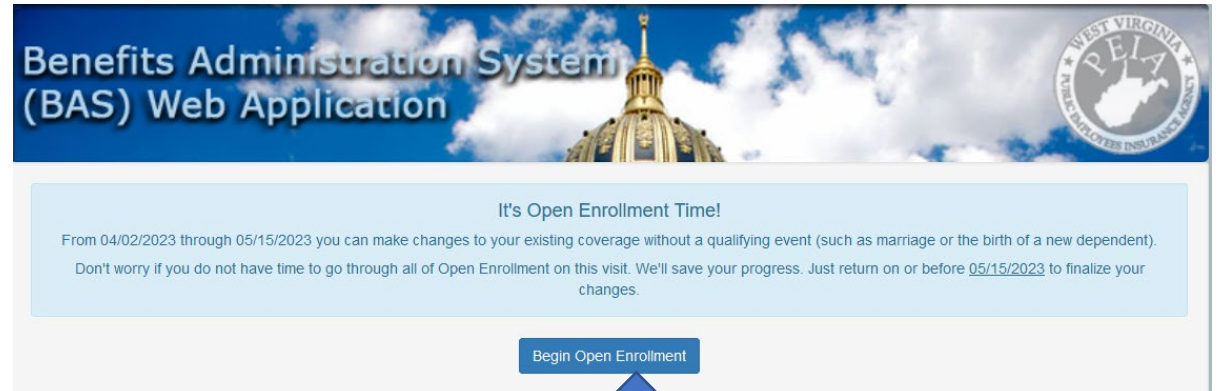 Benefits Administration System
(BAS) Web Application
WEST VIRGINIA
PEIA
PUBLIC EMPLOYEES INSURANCE AGENCY
It's Open Enrollment Time!
From 04/02/2023 through 05/15/2023 you can make changes to your existing coverage without a qualifying event (such as marriage or the birth of a new dependent).
Don't worry if you do not have time to go through all of Open Enrollment on this visit. We'll save your progress. Just return on or before 05/15/2023 to finalize your
changes.
Begin Open Enrollment